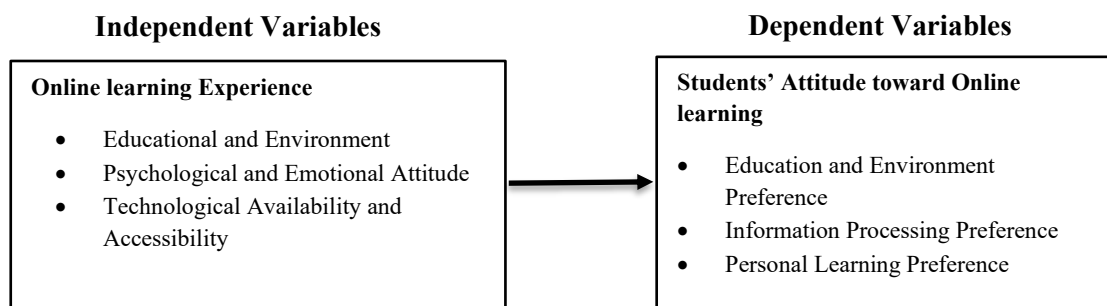 Independent Variables
Online learning Experience
• Educational and Environment
• Psychological and Emotional Attitude
• Technological Availability and
Accessibility
Dependent Variables
Students’ Attitude toward Online
learning
• Education and Environment
Preference
• Information Processing Preference
• Personal Learning Preference